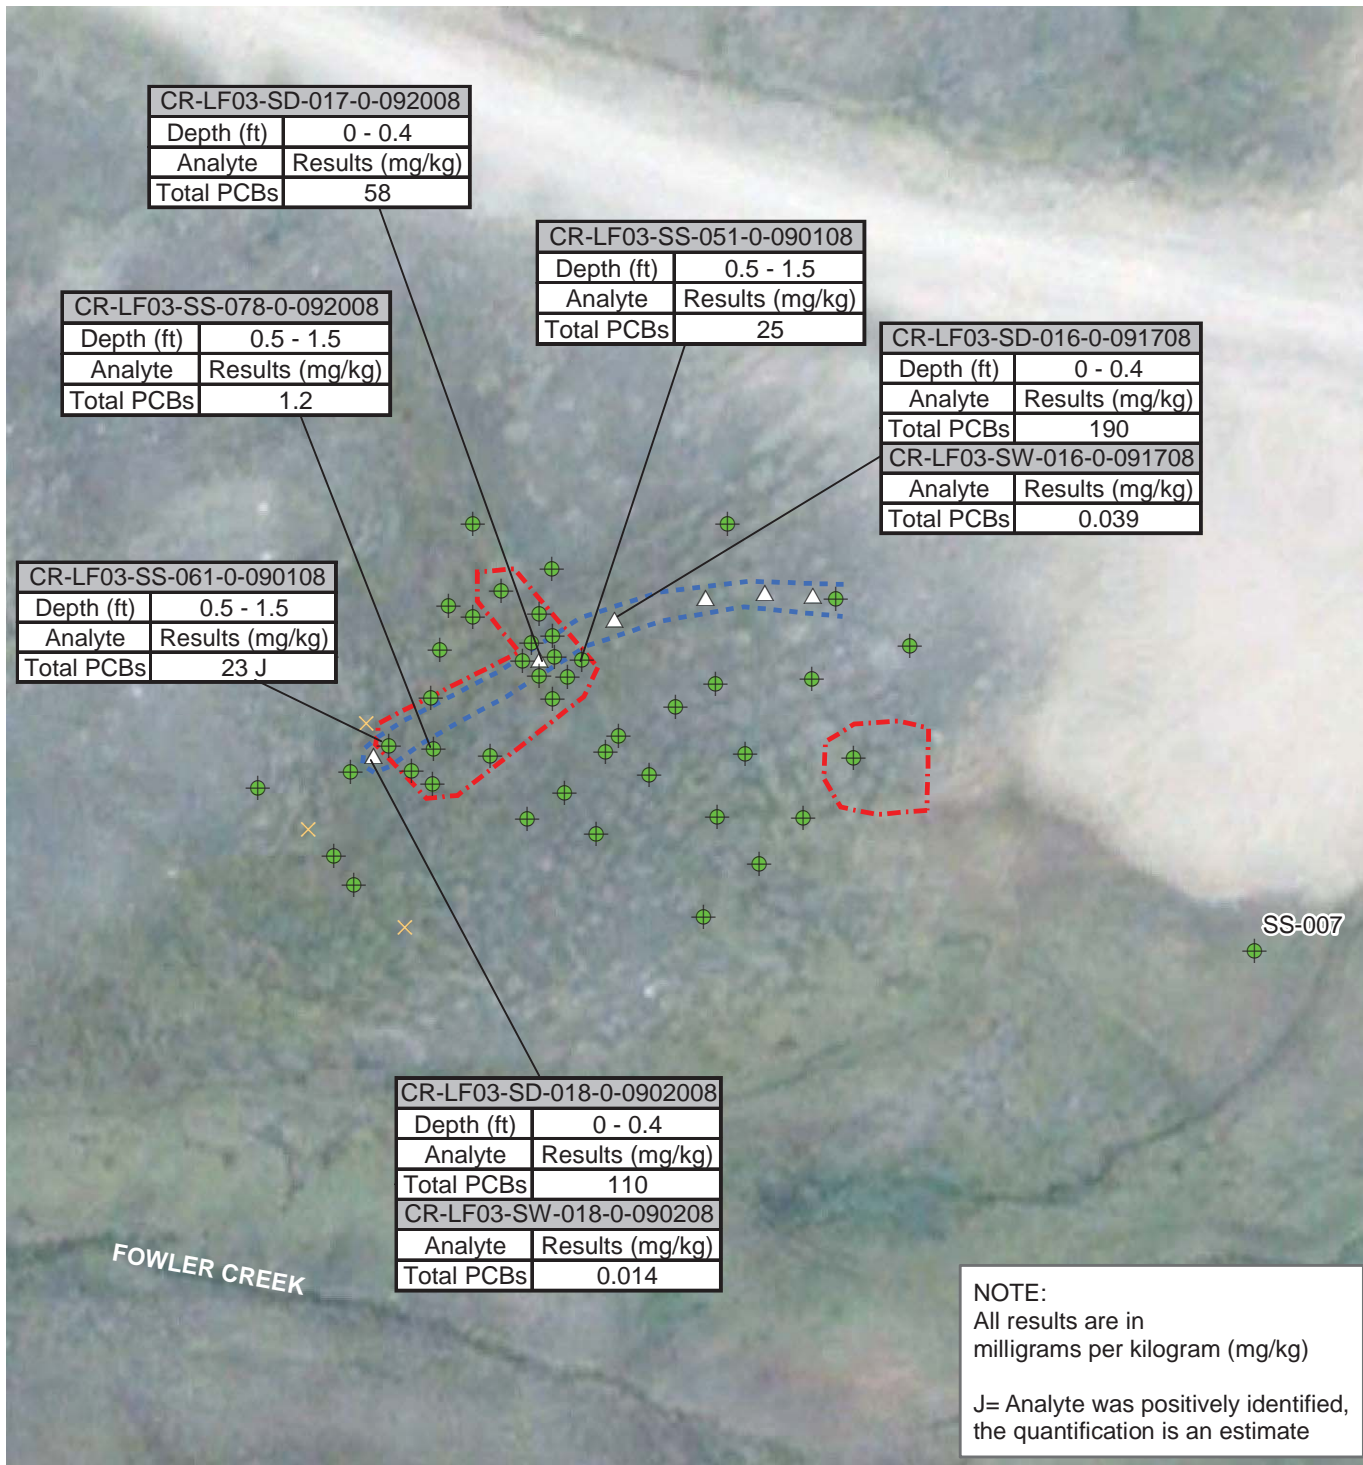 CR-LF03-SD-017-0-092008
Depth (ft) 0 - 0.4
Analyte Results (mg/kg)
Total PCBs 58
CR-LF03-SS-051-0-090108
Depth (ft) 0.5 - 1.5
Analyte Results (mg/kg)
Total PCBs 25
CR-LF03-SS-078-0-092008
Depth (ft) 0.5 - 1.5
Analyte Results (mg/kg)
Total PCBs 1.2
CR-LF03-SD-016-0-091708
Depth (ft) 0 - 0.4
Analyte Results (mg/kg)
Total PCBs 190
CR-LF03-SW-016-0-091708
Analyte Results (mg/kg)
Total PCBs 0.039
CR-LF03-SS-061-0-090108
Depth (ft) 0.5 - 1.5
Analyte Results (mg/kg)
Total PCBs 23 J
SS-007
CR-LF03-SD-018-0-0902008
Depth (ft) 0 - 0.4
Analyte Results (mg/kg)
Total PCBs 110
CR-LF03-SW-018-0-090208
Analyte Results (mg/kg)
Total PCBs 0.014
FOWLER CREEK
NOTE:
All results are in
milligrams per kilogram (mg/kg)
J= Analyte was positively identified,
the quantification is an estimate